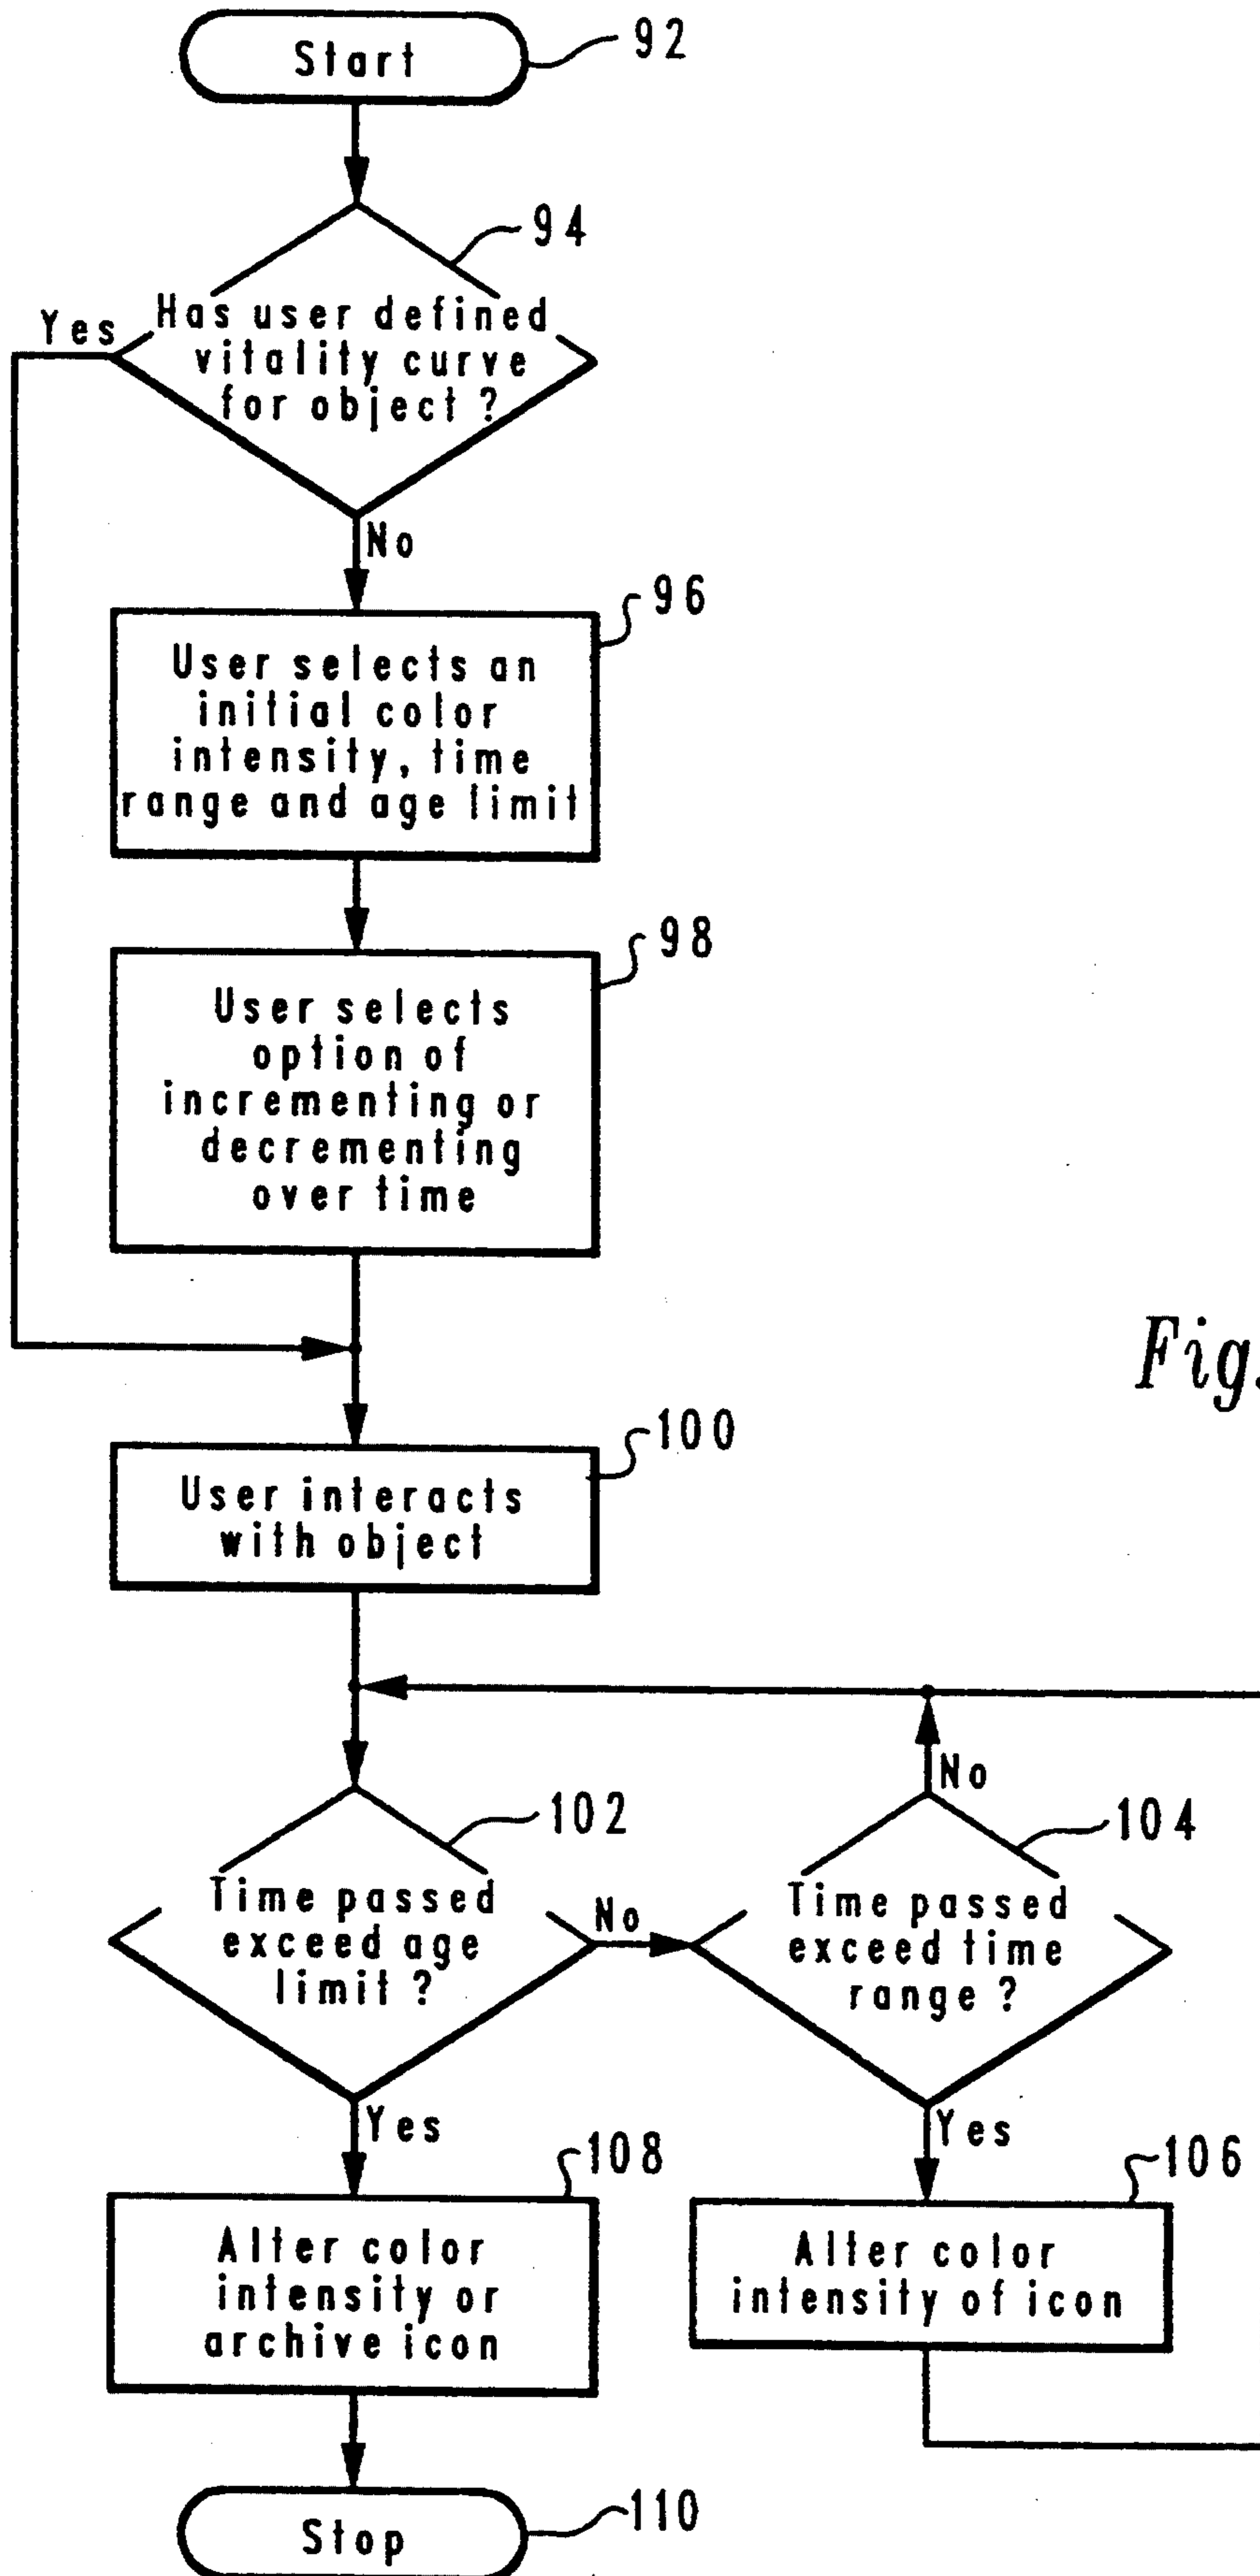 Start
92
94
Yes
Has user defined
vitality curve
for object ?
No
96
User selects an
initial color
intensity, time
range and age limit
98
User selects
option of
incrementing or
decrementing
over time
Fig.
100
User interacts
with object
No
102
104
Time passed
exceed age
limit ?
No
Time passed
exceed time
range ?
Yes
Yes
108
106
Alter color
intensity or
archive icon
Alter color
intensity of icon
Stop
110